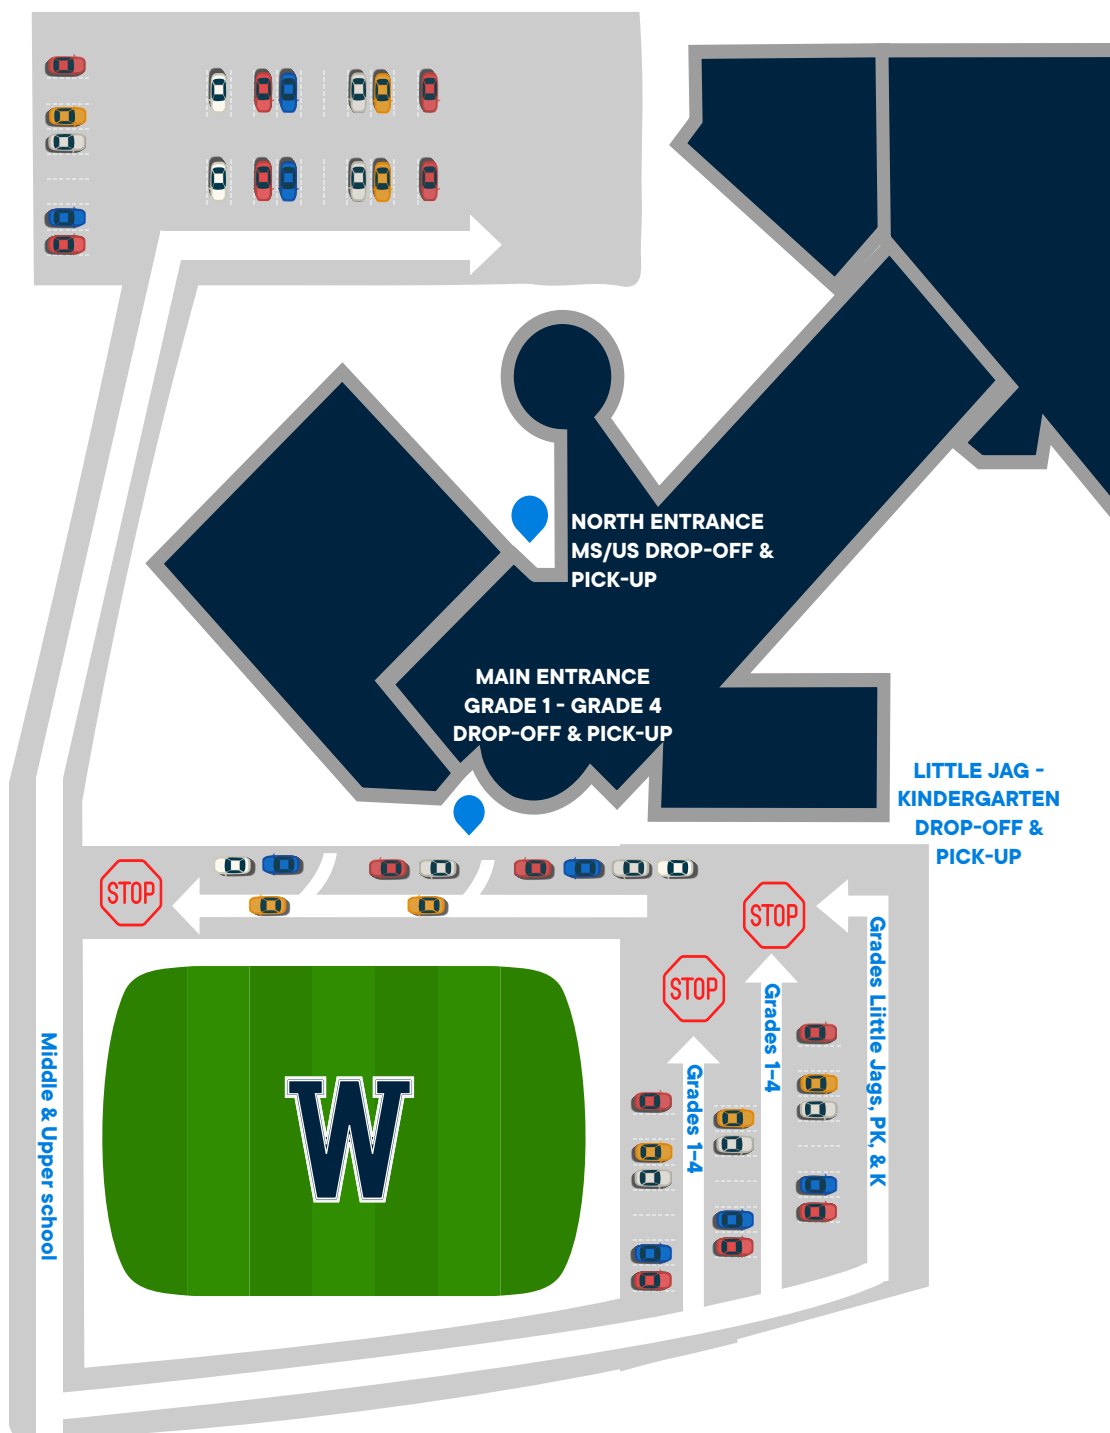 NORTH ENTRANCE
MS/US DROP-OFF &
PICK-UP
MAIN ENTRANCE
GRADE 1 - GRADE 4
DROP-OFF & PICK-UP
LITTLE JAG -
KINDERGARTEN
DROP-OFF &
PICK-UP
STOP
STOP
STOP
Grades Liittle Jags, PK, & K
Grades 1-4
Grades 1-4
Middle & Upper school
W